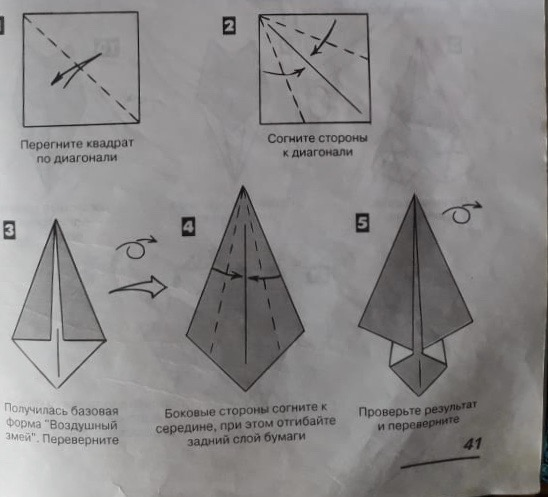 1
Перегните квадрат
по диагонали
2
Согните стороны
к диагонали
3
Получилась базовая
форма "Воздушный
змей". Переверните
4
Боковые стороны согните к
середине, при этом отгибайте
задний слой бумаги
5
Проверьте результат
и переверните
41